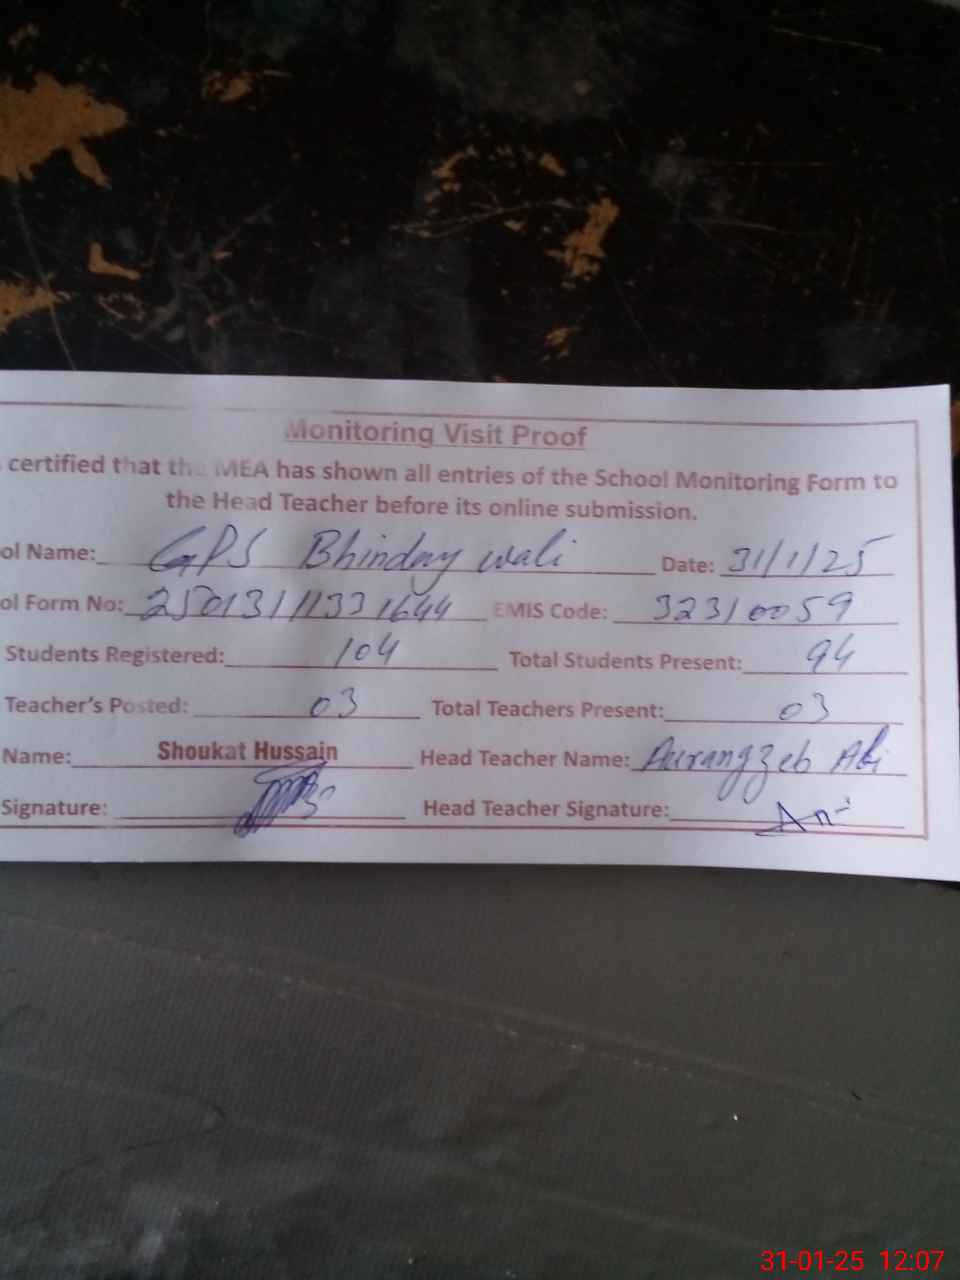 Monitoring Visit Proof
certified that the MEA has shown all entries of the School Monitoring Form to
the Head Teacher before its online submission.
ol Name: GPS Bhinday wali Date: 31/1/25
ol Form No: 25013111331644 EMIS Code: 32310059
Students Registered: 104 Total Students Present: 94
Teacher's Posted: 03 Total Teachers Present: 03
Name: Shoukat Hussain Head Teacher Name: Aurangzeb Ali
Signature: Head Teacher Signature:
31-01-25 12:07